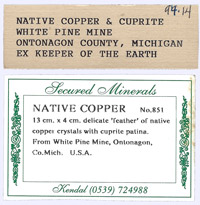 94.14
NATIVE COPPER & CUPRITE
WHITE PINE MINE
ONTONAGON COUNTY, MICHIGAN
EX KEEPER OF THE EARTH
Secured Minerals
NATIVE COPPER No.851
13 cm. x 4 cm. delicate 'feather' of native
copper crystals with cuprite patina.
From White Pine Mine, Ontonagon,
Co.Mich. U.S.A.
Kendal (0539) 724988